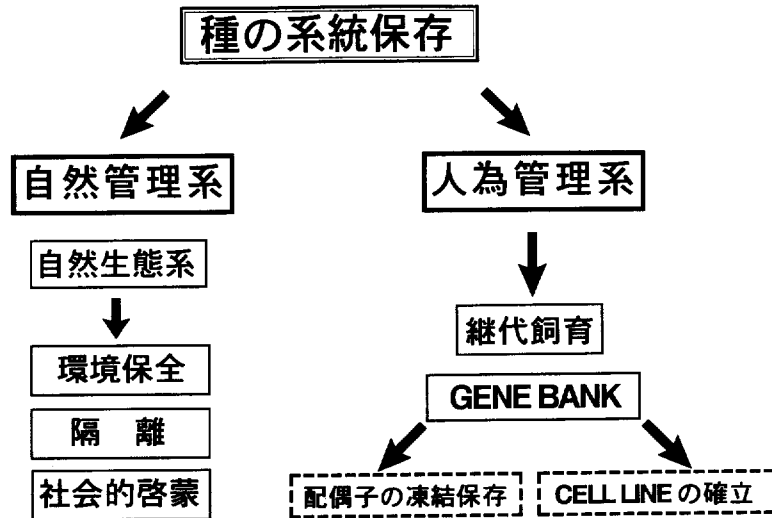 種の系統保存
自然管理系
人為管理系
自然生態系
継代飼育
環境保全
GENE BANK
隔 離
社会的啓蒙
配偶子の凍結保存
CELL LINE の確立